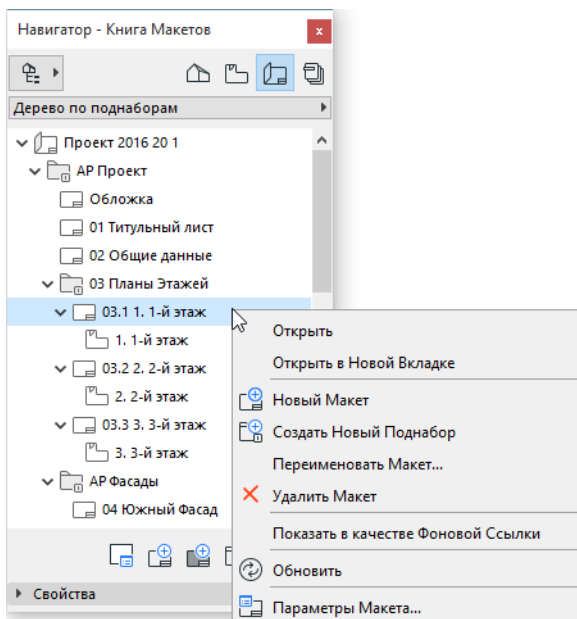 Навигатор - Книга Макетов
Дерево по поднаборам
Проект 2016 20 1
АР Проект
Обложка
01 Титульный лист
02 Общие данные
03 Планы Этажей
03.1 1. 1-й этаж
1. 1-й этаж
03.2 2. 2-й этаж
2. 2-й этаж
03.3 3. 3-й этаж
3. 3-й этаж
АР Фасады
04 Южный Фасад
Свойства
Открыть
Открыть в Новой Вкладке
Новый Макет
Создать Новый Поднабор
Переименовать Макет...
Удалить Макет
Показать в качестве Фоновой Ссылки
Обновить
Параметры Макета...